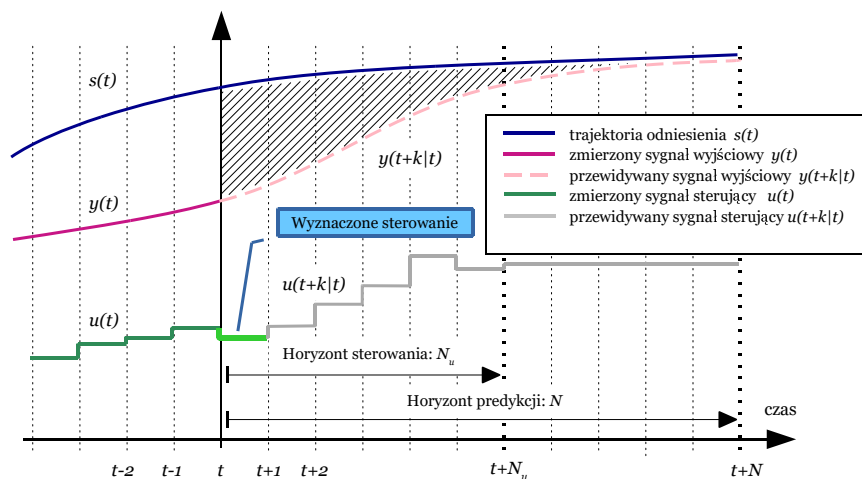 s(t)
y(t)
y(t+k|t)
trajektoria odniesienia s(t)
zmierzony sygnał wyjściowy y(t)
przewidywany sygnał wyjściowy y(t+k|t)
zmierzony sygnał sterujący u(t)
przewidywany sygnał sterujący u(t+k|t)
Wyznaczone sterowanie
u(t+k|t)
u(t)
Horyzont sterowania: Nu
Horyzont predykcji: N
czas
t-2 t-1 t t+1 t+2 t+Nu t+N